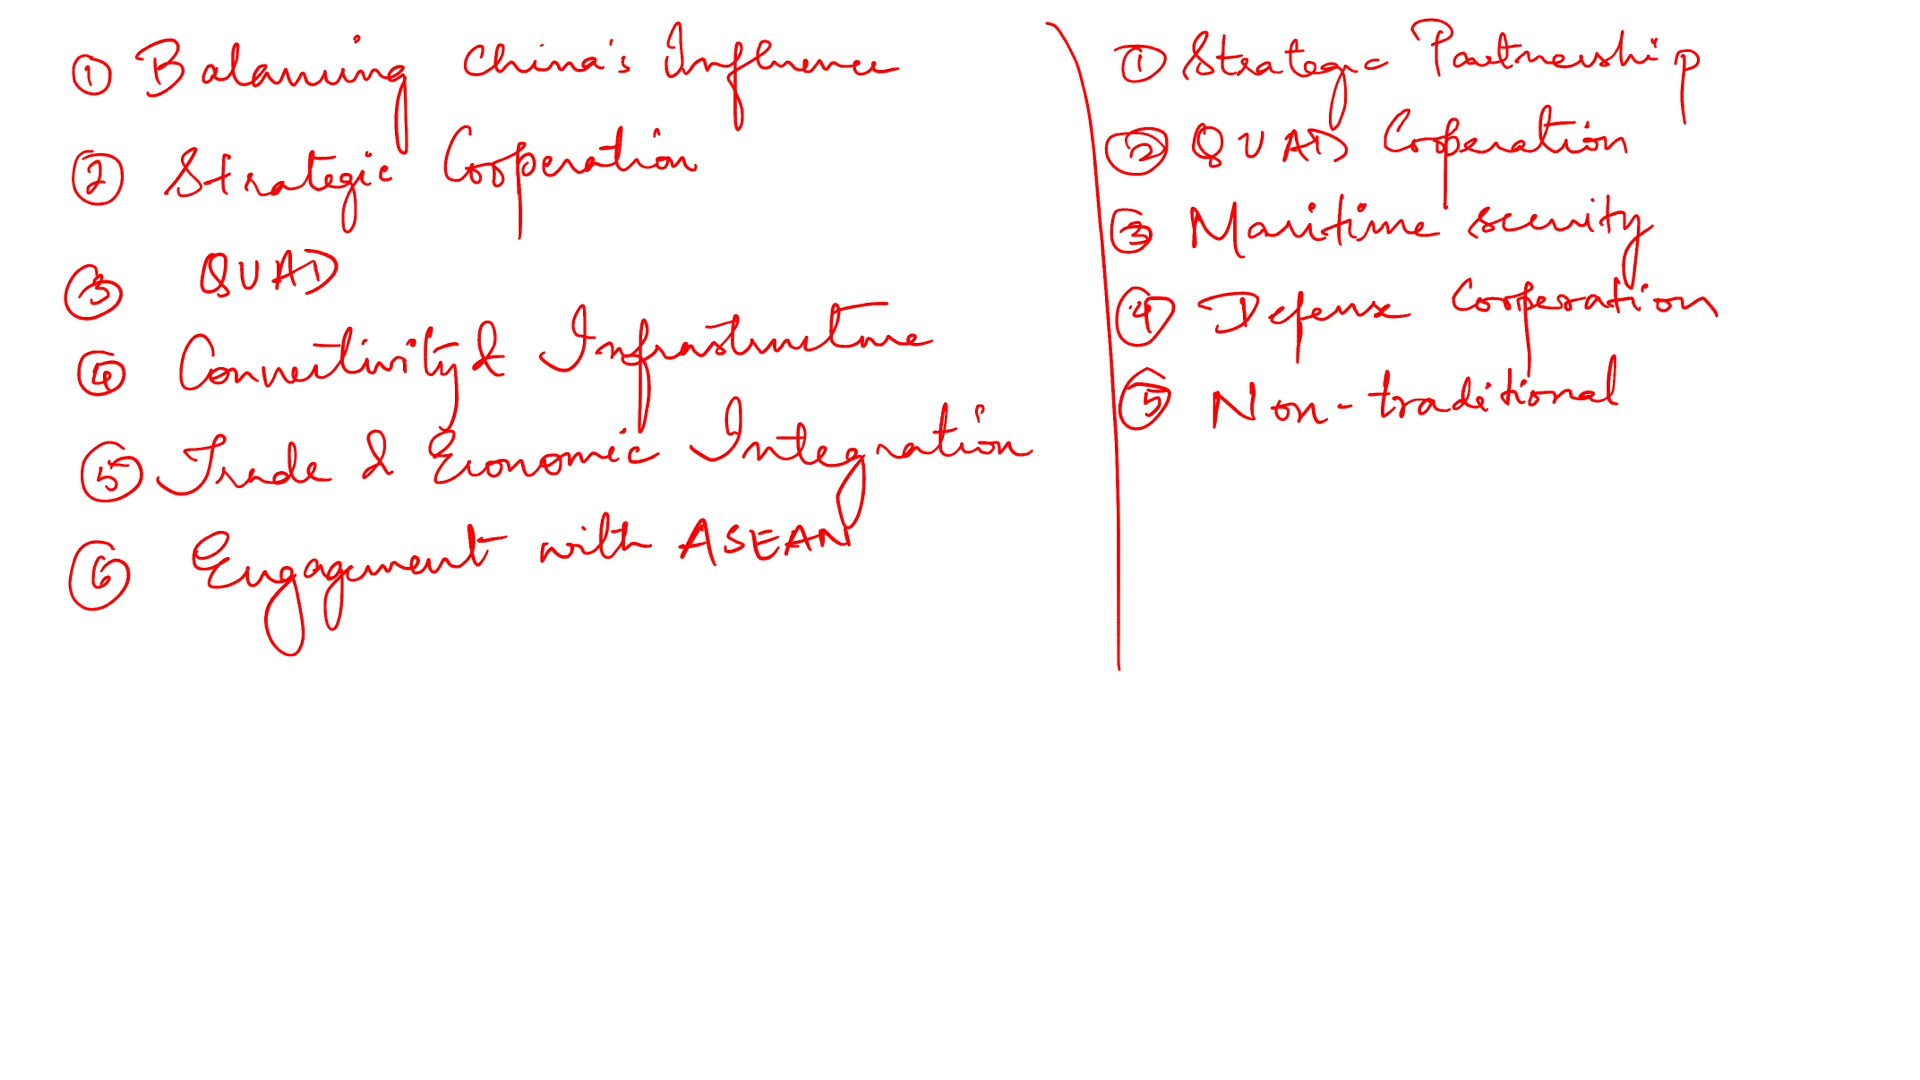 ① Balancing China's Influence
② Strategic Cooperation
③ QUAD
④ Connectivity & Infrastructure
⑤ Trade & Economic Integration
⑥ Engagement with ASEAN
① Strategic Partnership
② QUAD Cooperation
③ Maritime security
④ Defense Cooperation
⑤ Non-traditional